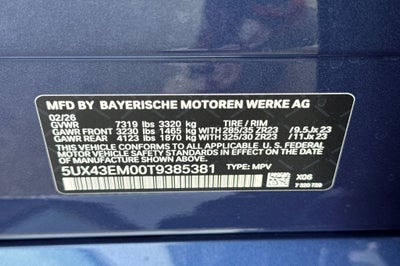 MFD BY BAYERISCHE MOTOREN WERKE AG
02/26
GVWR 7319 lbs 3320 kg TIRE / RIM
GAWR FRONT 3230 lbs 1465 kg WITH 285/35 ZR23 /9.5Jx23
GAWR REAR 4123 lbs 1870 kg WITH 325/30 ZR23 /11Jx23
THIS VEHICLE CONFORMS TO ALL APPLICABLE U. S. FEDERAL
MOTOR VEHICLE SAFETY STANDARDS IN EFFECT ON THE DATE
OF MANUFACTURE SHOWN ABOVE.
5UX43EM00T9385381 TYPE: MPV X06
7 320 729